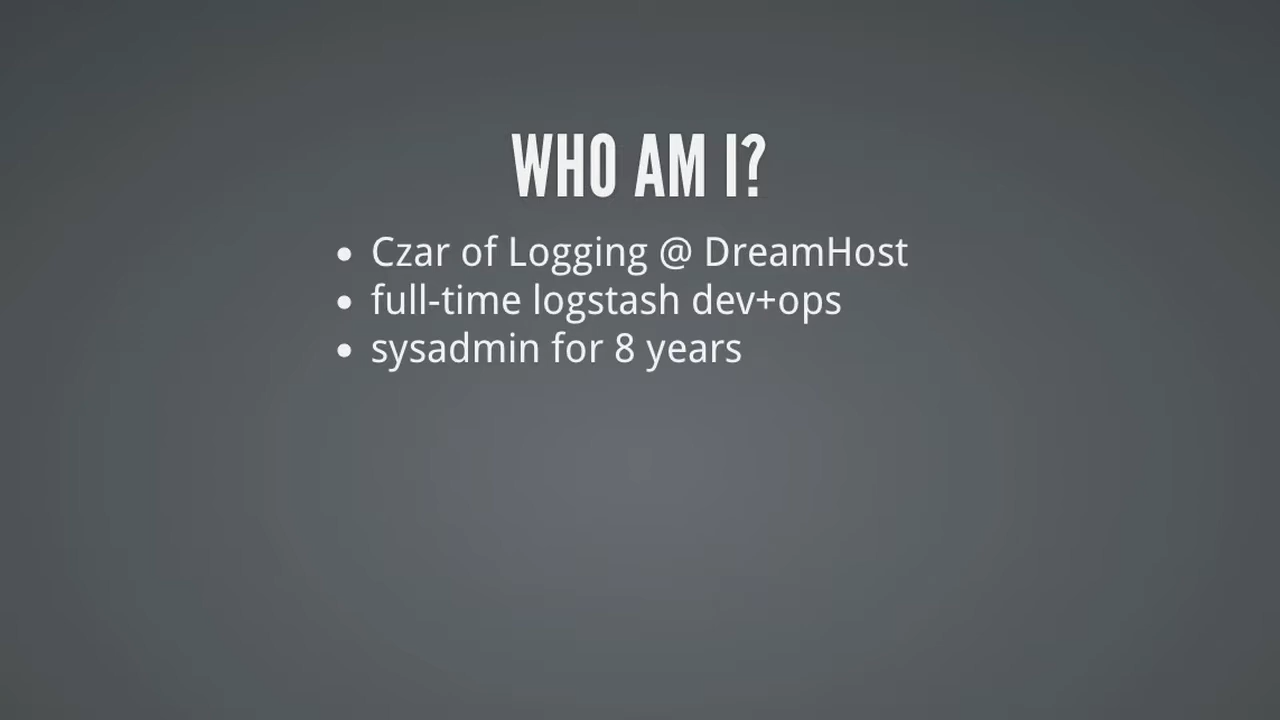 WHO AM I?
Czar of Logging @ DreamHost
full-time logstash dev+ops
sysadmin for 8 years